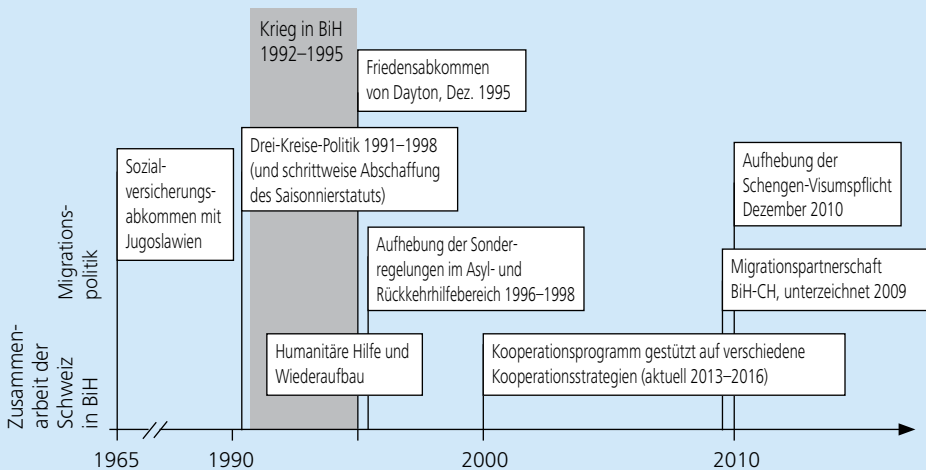 Krieg in BiH
1992–1995
Friedensabkommen
von Dayton, Dez. 1995
Drei-Kreise-Politik 1991–1998
(und schrittweise Abschaffung
des Saisonnierstatuts)
Sozial-
versicherungs-
abkommen mit
Jugoslawien
Aufhebung der
Schengen-Visumspflicht
Dezember 2010
Aufhebung der Sonder-
regelungen im Asyl- und
Rückkehrhilfebereich 1996–1998
Migrationspartnerschaft
BiH-CH, unterzeichnet 2009
Migrations-
politik
Humanitäre Hilfe und
Wiederaufbau
Kooperationsprogramm gestützt auf verschiedene
Kooperationsstrategien (aktuell 2013–2016)
Zusammen-
arbeit der
Schweiz
in BiH
1965 1990 2000 2010